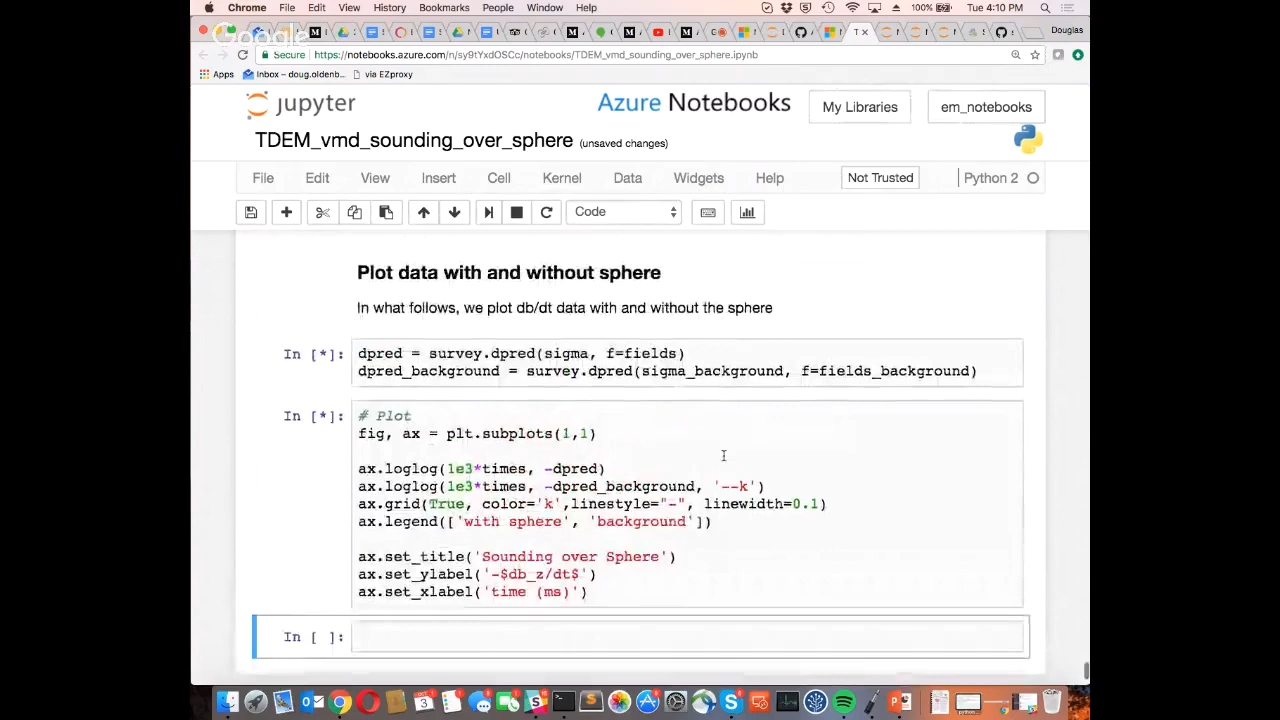 Chrome File Edit View History Bookmarks People Window Help 100% Tue 4:10 PM
Google
Douglas
Secure https://notebooks.azure.com/n/sy9tYxdOSCc/notebooks/TDEM_vmd_sounding_over_sphere.ipynb
Apps Inbox – doug.oldenb... via EZproxy
jupyter Azure Notebooks My Libraries em_notebooks
TDEM_vmd_sounding_over_sphere (unsaved changes)
File Edit View Insert Cell Kernel Data Widgets Help Not Trusted Python 2
Code
Plot data with and without sphere
In what follows, we plot db/dt data with and without the sphere
In [*]: dpred = survey.dpred(sigma, f=fields)
dpred_background = survey.dpred(sigma_background, f=fields_background)
In [*]: # Plot
fig, ax = plt.subplots(1,1)
ax.loglog(1e3*times, -dpred)
ax.loglog(1e3*times, -dpred_background, '--k')
ax.grid(True, color='k',linestyle="-", linewidth=0.1)
ax.legend(['with sphere', 'background'])
ax.set_title('Sounding over Sphere')
ax.set_ylabel('-$db_z/dt$')
ax.set_xlabel('time (ms)')
In [ ]: